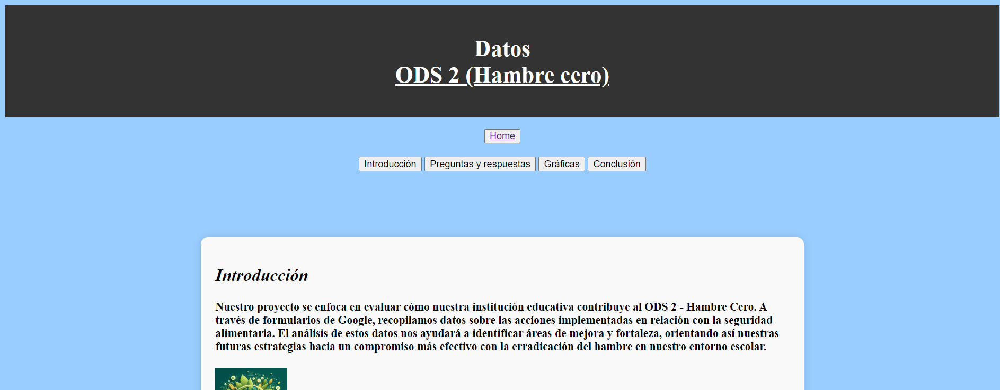 Datos
ODS 2 (Hambre cero)
Home
Introducción Preguntas y respuestas Gráficas Conclusión
Introducción
Nuestro proyecto se enfoca en evaluar cómo nuestra institución educativa contribuye al ODS 2 - Hambre Cero. A
través de formularios de Google, recopilamos datos sobre las acciones implementadas en relación con la seguridad
alimentaria. El análisis de estos datos nos ayudará a identificar áreas de mejora y fortaleza, orientando así nuestras
futuras estrategias hacia un compromiso más efectivo con la erradicación del hambre en nuestro entorno escolar.